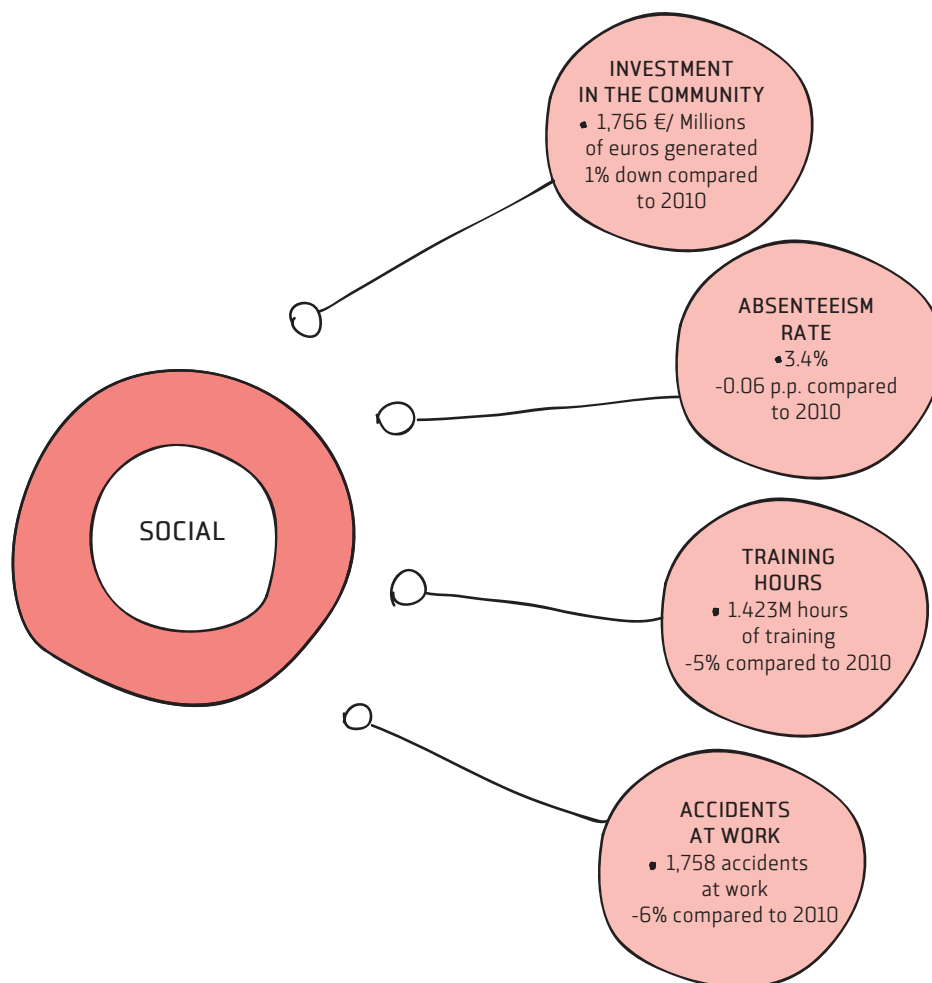 INVESTMENT
IN THE COMMUNITY
• 1,766 €/ Millions
of euros generated
1% down compared
to 2010
ABSENTEEISM
RATE
•3.4%
-0.06 p.p. compared
to 2010
SOCIAL
TRAINING
HOURS
• 1.423M hours
of training
-5% compared to 2010
ACCIDENTS
AT WORK
• 1,758 accidents
at work
-6% compared to 2010